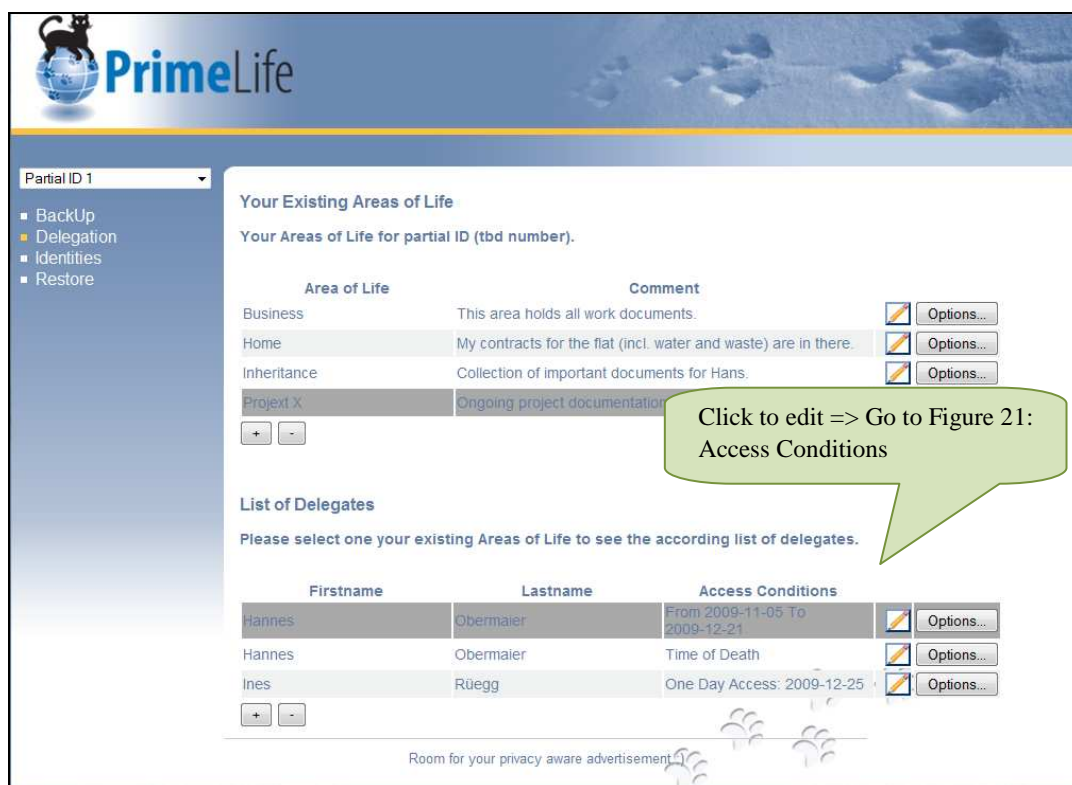 PrimeLife
Partial ID 1
BackUp
Delegation
Identities
Restore
Your Existing Areas of Life
Your Areas of Life for partial ID (tbd number).
Area of Life Comment
Business This area holds all work documents. Options...
Home My contracts for the flat (incl. water and waste) are in there. Options...
Inheritance Collection of important documents for Hans. Options...
Projext X Ongoing project documentation
+ -
Click to edit => Go to Figure 21:
Access Conditions
List of Delegates
Please select one your existing Areas of Life to see the according list of delegates.
Firstname Lastname Access Conditions
Hannes Obermaier From 2009-11-05 To
2009-12-21 Options...
Hannes Obermaier Time of Death Options...
Ines Rüegg One Day Access: 2009-12-25 Options...
+ -
Room for your privacy aware advertisement :)